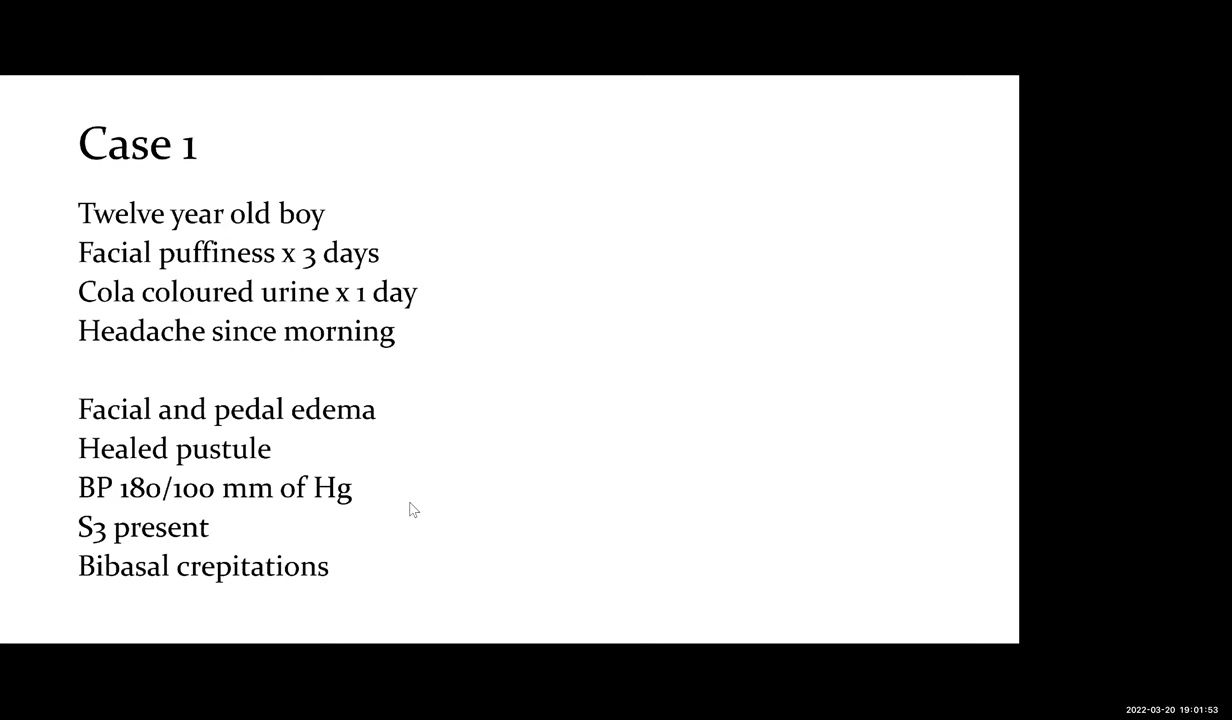 Case 1
Twelve year old boy
Facial puffiness x 3 days
Cola coloured urine x 1 day
Headache since morning
Facial and pedal edema
Healed pustule
BP 180/100 mm of Hg
S3 present
Bibasal crepitations
2022-03-20 19:01:53